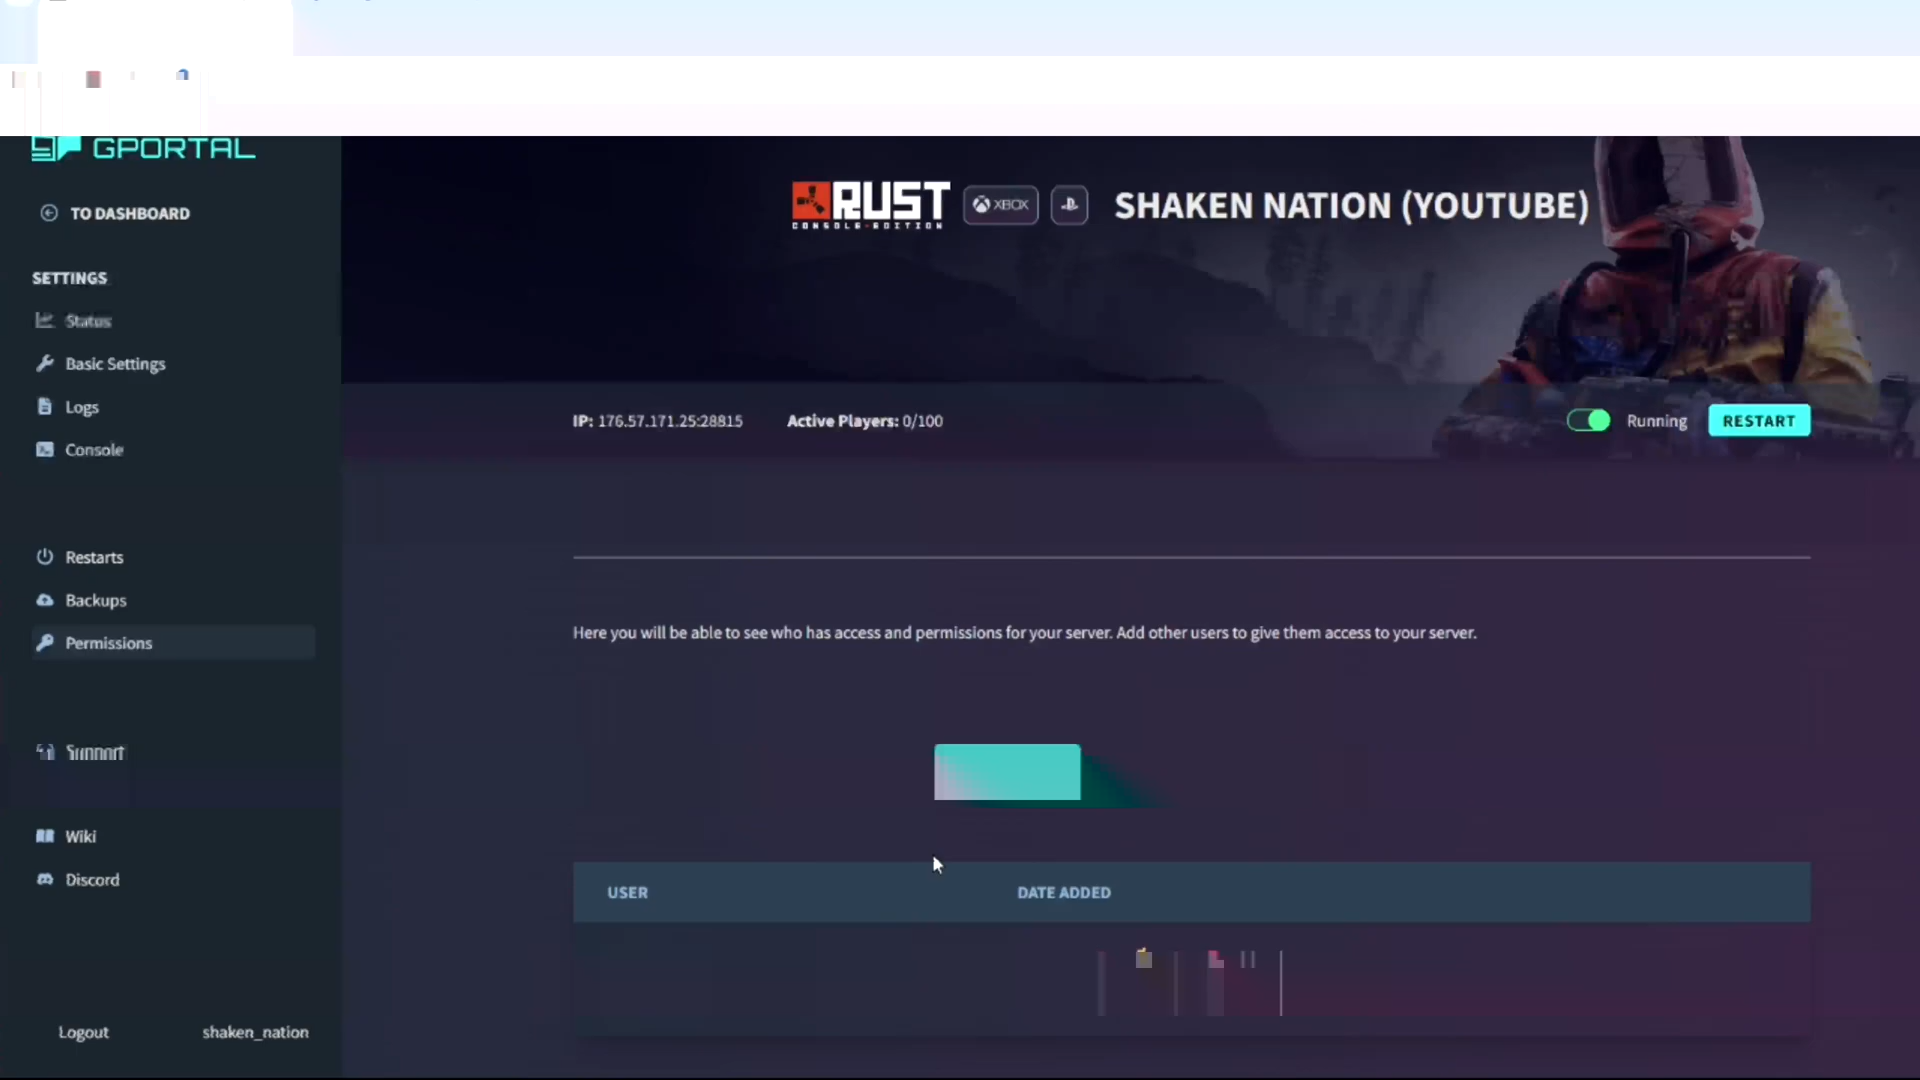 GPORTAL
TO DASHBOARD
SETTINGS
Status
Basic Settings
Logs
Console
Restarts
Backups
Permissions
Support
Wiki
Discord
Logout
shaken_nation
RUST
CONSOLE EDITION
XBOX
SHAKEN NATION (YOUTUBE)
IP: 176.57.171.25:28815
Active Players: 0/100
Running
RESTART
Here you will be able to see who has access and permissions for your server. Add other users to give them access to your server.
USER
DATE ADDED